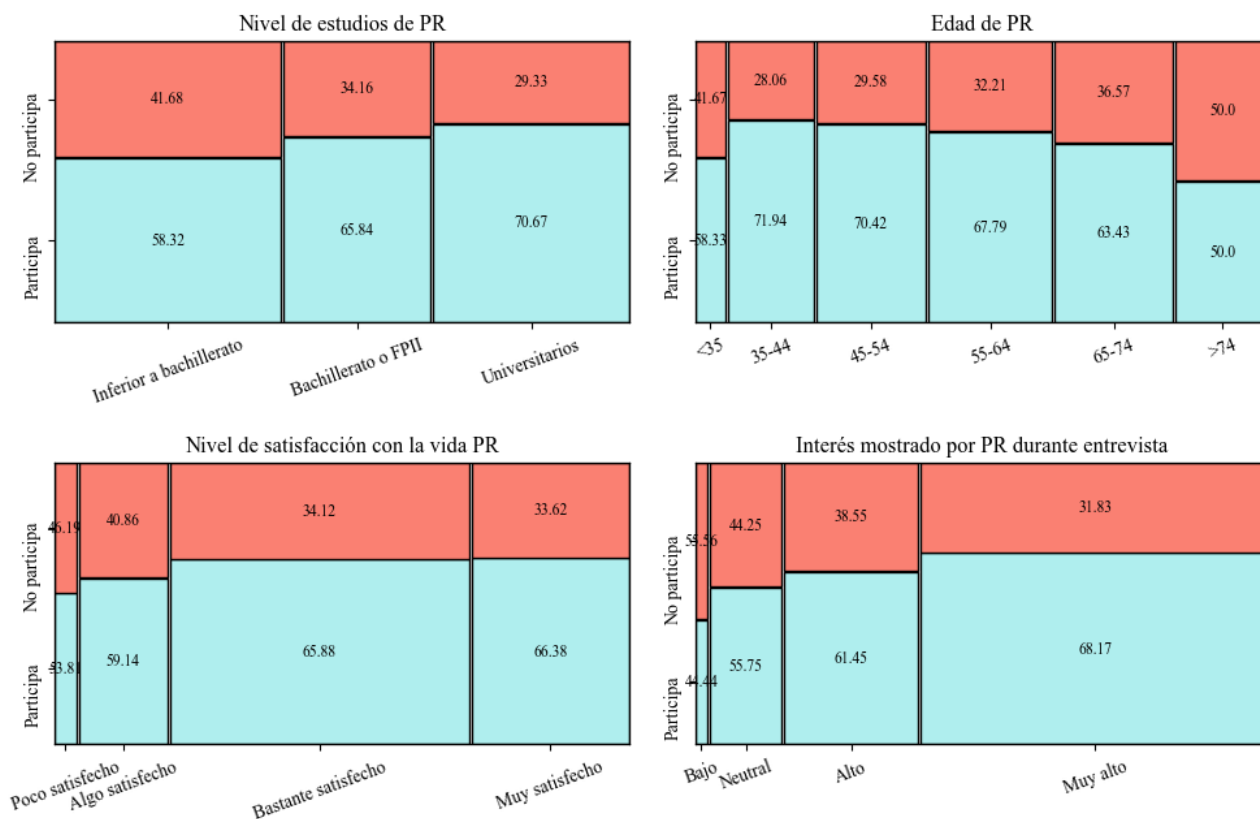 Nivel de estudios de PR
No participa
Participa
41.68
34.16
29.33
58.32
65.84
70.67
Inferior a bachillerato
Bachillerato o FPII
Universitarios
Edad de PR
No participa
Participa
41.67
28.06
29.58
32.21
36.57
50.0
58.33
71.94
70.42
67.79
63.43
50.0
<35
35-44
45-54
55-64
65-74
>74
Nivel de satisfacción con la vida PR
No participa
Participa
46.19
40.86
34.12
33.62
53.81
59.14
65.88
66.38
Poco satisfecho
Algo satisfecho
Bastante satisfecho
Muy satisfecho
Interés mostrado por PR durante entrevista
No participa
Participa
55.56
44.25
38.55
31.83
44.44
55.75
61.45
68.17
Bajo
Neutral
Alto
Muy alto